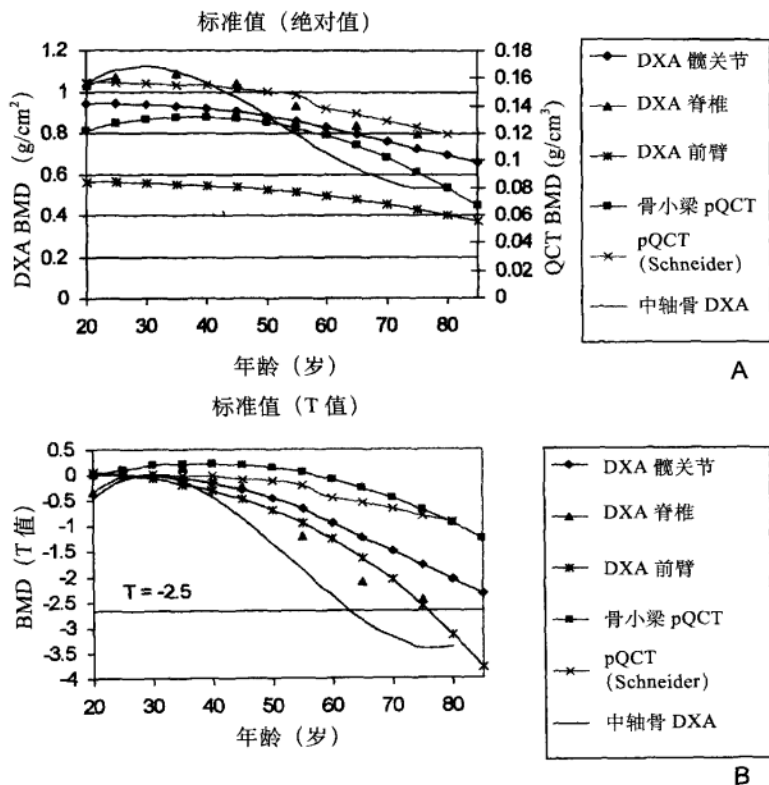 标准值（绝对值）
DXA BMD （g/cm²）
1.2
1
0.8
0.6
0.4
0.2
0
0.18
0.16
0.14
0.12
0.1
0.08
0.06
0.04
0.02
0
QCT BMD (g/cm³)
20 30 40 50 60 70 80
年龄（岁）
DXA 髋关节
DXA 脊椎
DXA 前臂
骨小梁 pQCT
pQCT
(Schneider)
中轴骨 DXA
A
标准值（T 值）
BMD（T 值）
0.5
0
-0.5
-1
-1.5
-2
-2.5
-3
-3.5
-4
T = -2.5
20 30 40 50 60 70 80
年龄（岁）
DXA 髋关节
DXA 脊椎
DXA 前臂
骨小梁 pQCT
pQCT
(Schneider)
中轴骨 DXA
B